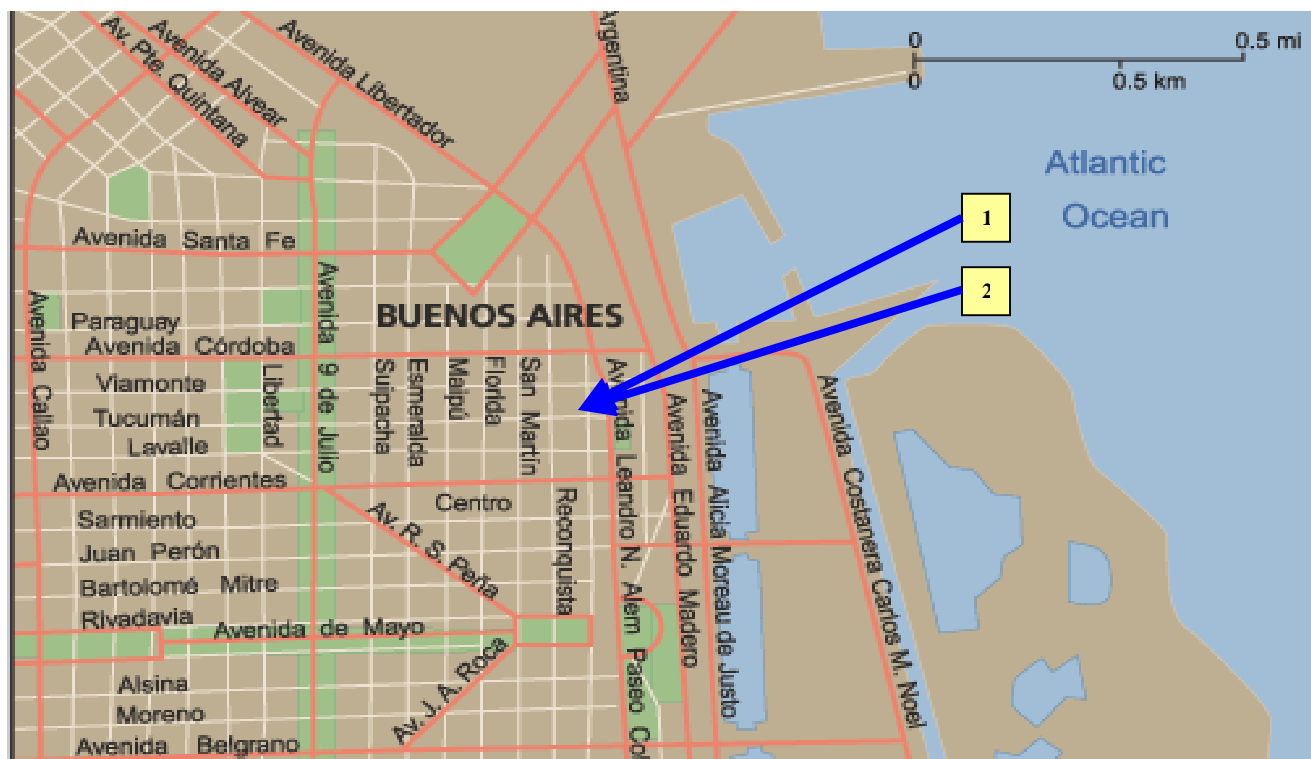 Av. Pte. Quintana
Avenida Alvear
Avenida Libertador
Argentina
0
0.5 mi
0
0.5 km
Atlantic
Ocean
1
2
Avenida Santa Fe
BUENOS AIRES
Avenida Callao
Paraguay
Avenida Córdoba
Viamonte
Tucumán
Lavalle
Libertad
Avenida 9 de Julio
Suipacha
Esmeralda
Maipú
Florida
San Martín
Avenida Leandro N. Alem
Avenida Eduardo Madero
Avenida Alicia Moreau de Justo
Avenida Costanera Carlos M. Noel
Avenida Corrientes
Centro
Reconquista
Sarmiento
Juan Perón
Bartolomé Mitre
Rivadavia
Av. R. S. Peña
Avenida de Mayo
Av. J. A. Roca
Paseo Col
Alsina
Moreno
Avenida Belgrano